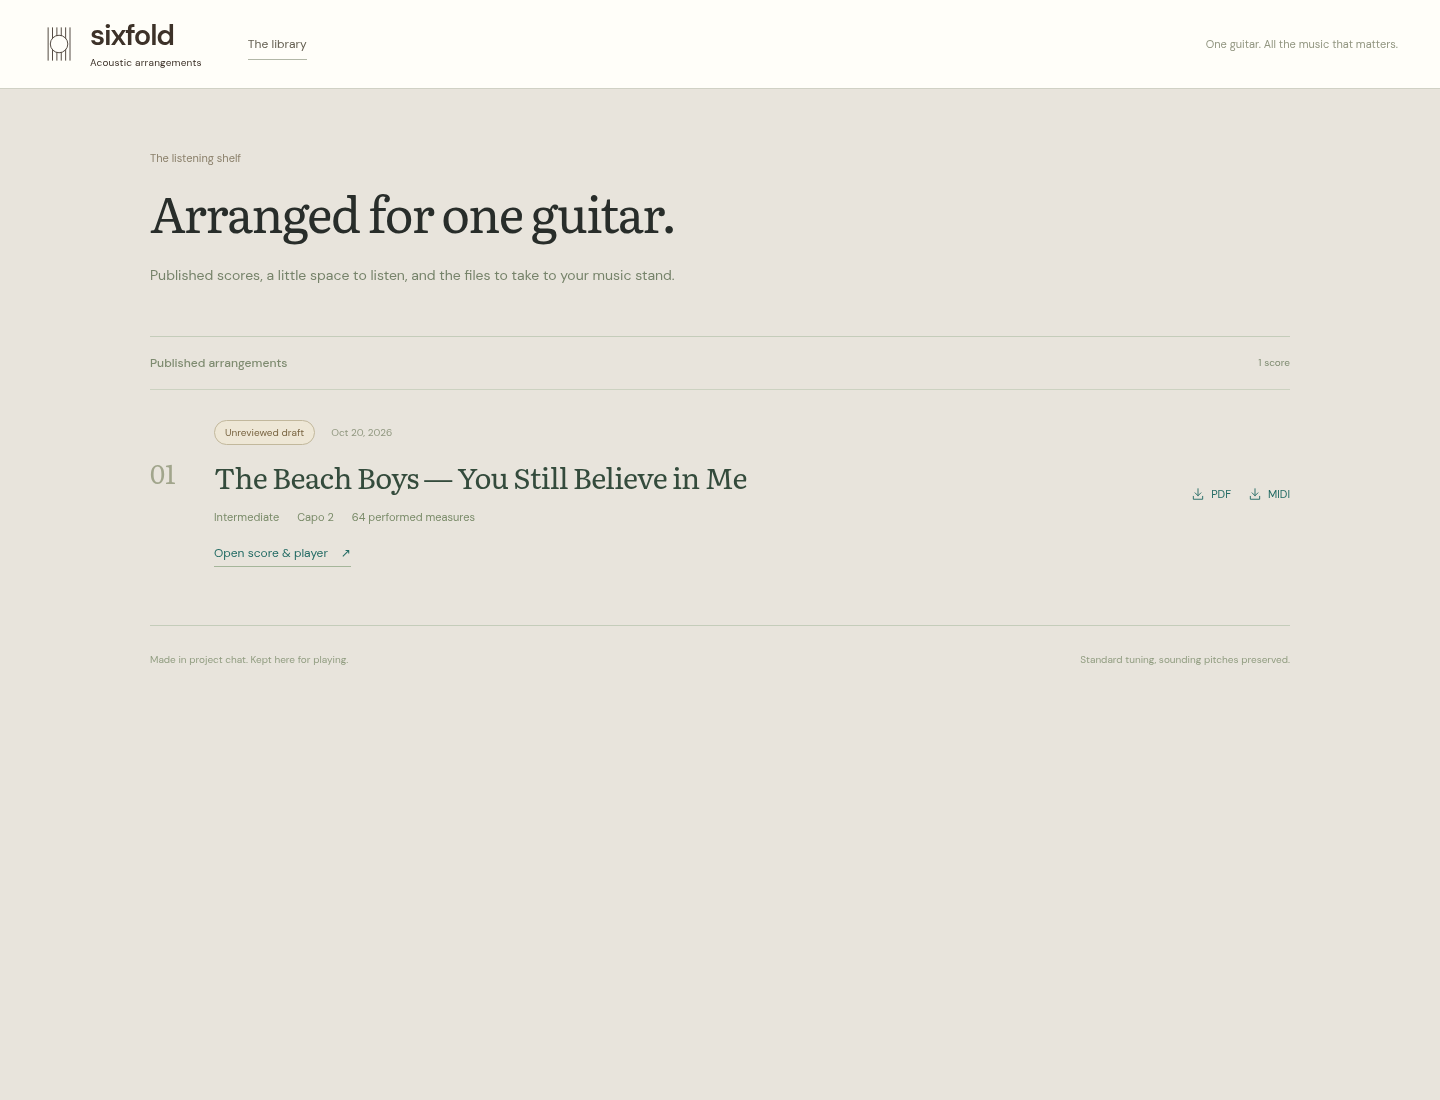 sixfold
Acoustic arrangements
The library
One guitar. All the music that matters.
The listening shelf
Arranged for one guitar.
Published scores, a little space to listen, and the files to take to your music stand.
Published arrangements
1 score
Unreviewed draft
Oct 20, 2026
01
The Beach Boys — You Still Believe in Me
Intermediate Capo 2 64 performed measures
PDF MIDI
Open score & player ↗
Made in project chat. Kept here for playing.
Standard tuning, sounding pitches preserved.